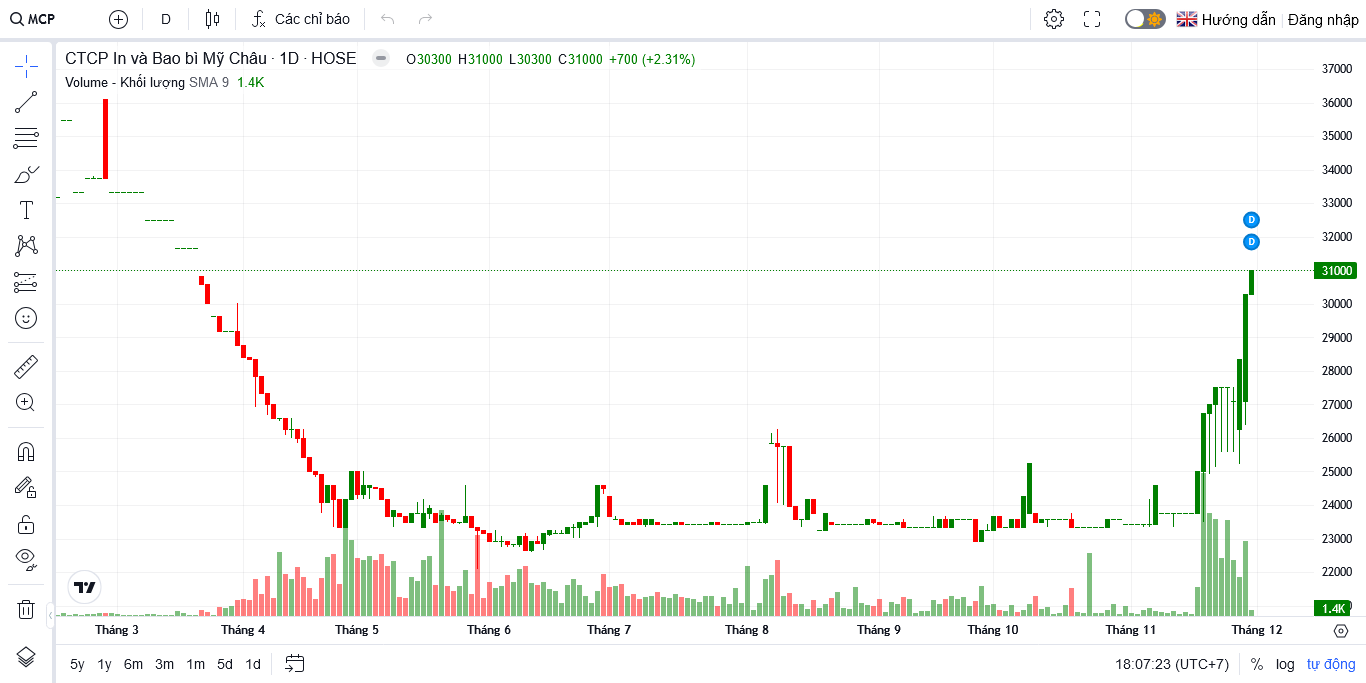 MCP D Các chỉ báo Hướng dẫn Đăng nhập
CTCP In và Bao bì Mỹ Châu · 1D · HOSE O30300 H31000 L30300 C31000 +700 (+2.31%)
Volume - Khối lượng SMA 9 1.4K
37000
36000
35000
34000
33000
D
32000
D
31000
30000
29000
28000
27000
26000
25000
24000
23000
22000
1.4K
Tháng 3 Tháng 4 Tháng 5 Tháng 6 Tháng 7 Tháng 8 Tháng 9 Tháng 10 Tháng 11 Tháng 12
5y 1y 6m 3m 1m 5d 1d 18:07:23 (UTC+7) % log tự động